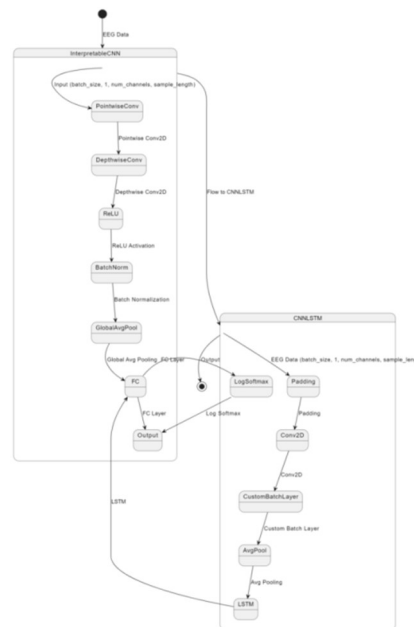 EEG Data
InterpretableCNN
Input (batch_size, 1, num_channels, sample_length)
PointwiseConv
Pointwise Conv2D
DepthwiseConv
Depthwise Conv2D
Flow to CNNLSTM
ReLU
ReLU Activation
BatchNorm
Batch Normalization
GlobalAvgPool
CNNLSTM
Global Avg Pooling
FC Layer
Output
EEG Data (batch_size, 1, num_channels, sample_len
FC
LogSoftmax
Padding
FC Layer
Log Softmax
Padding
Output
Conv2D
Conv2D
CustomBatchLayer
LSTM
Custom Batch Layer
AvgPool
Avg Pooling
LSTM